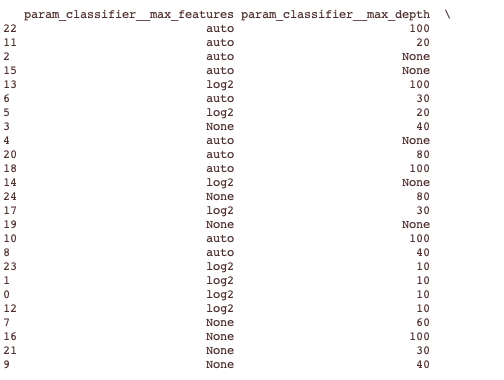 param_classifier__max_features param_classifier__max_depth \
22 auto 100
11 auto 20
2 auto None
15 auto None
13 log2 100
6 auto 30
5 log2 20
3 None 40
4 auto None
20 auto 80
18 auto 100
14 log2 None
24 None 80
17 log2 30
19 None None
10 auto 100
8 auto 40
23 log2 10
1 log2 10
0 log2 10
12 log2 10
7 None 60
16 None 100
21 None 30
9 None 40